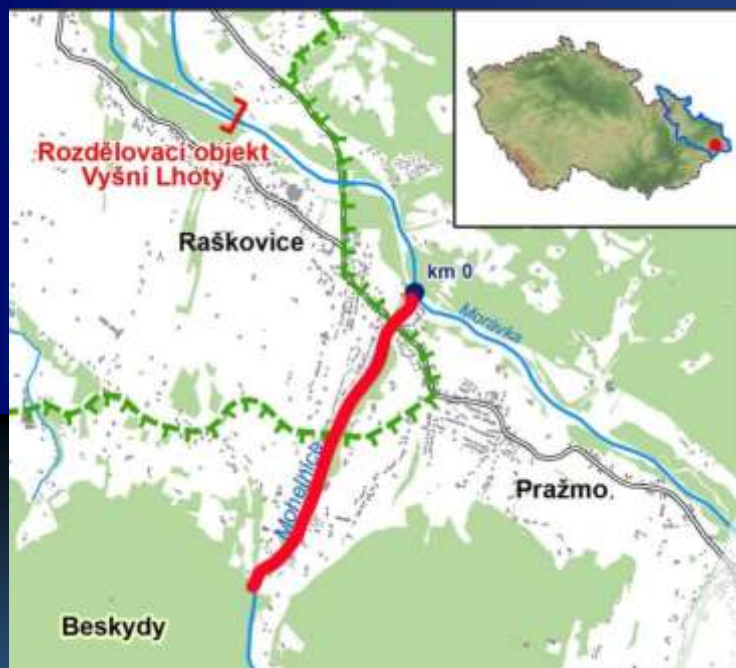 Rozdělovací objekt
Vyšní Lhoty
Raškovice
km 0
Morávka
Mohelnice
Pražmo
Beskydy